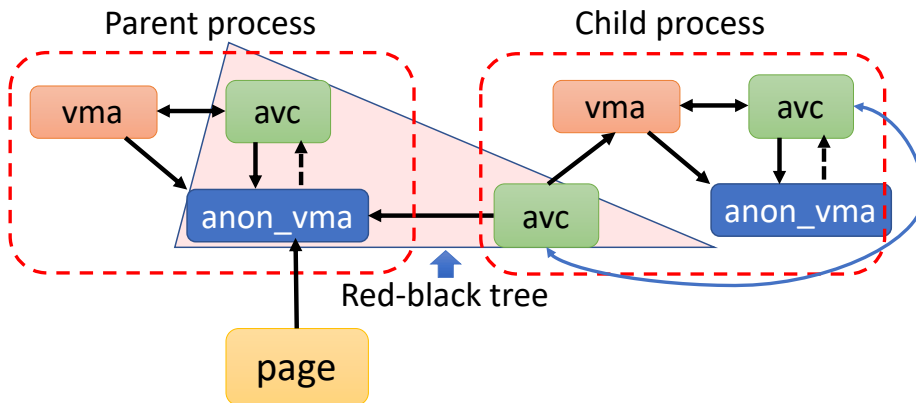 Parent process
Child process
vma
avc
vma
avc
anon_vma
avc
anon_vma
Red-black tree
page